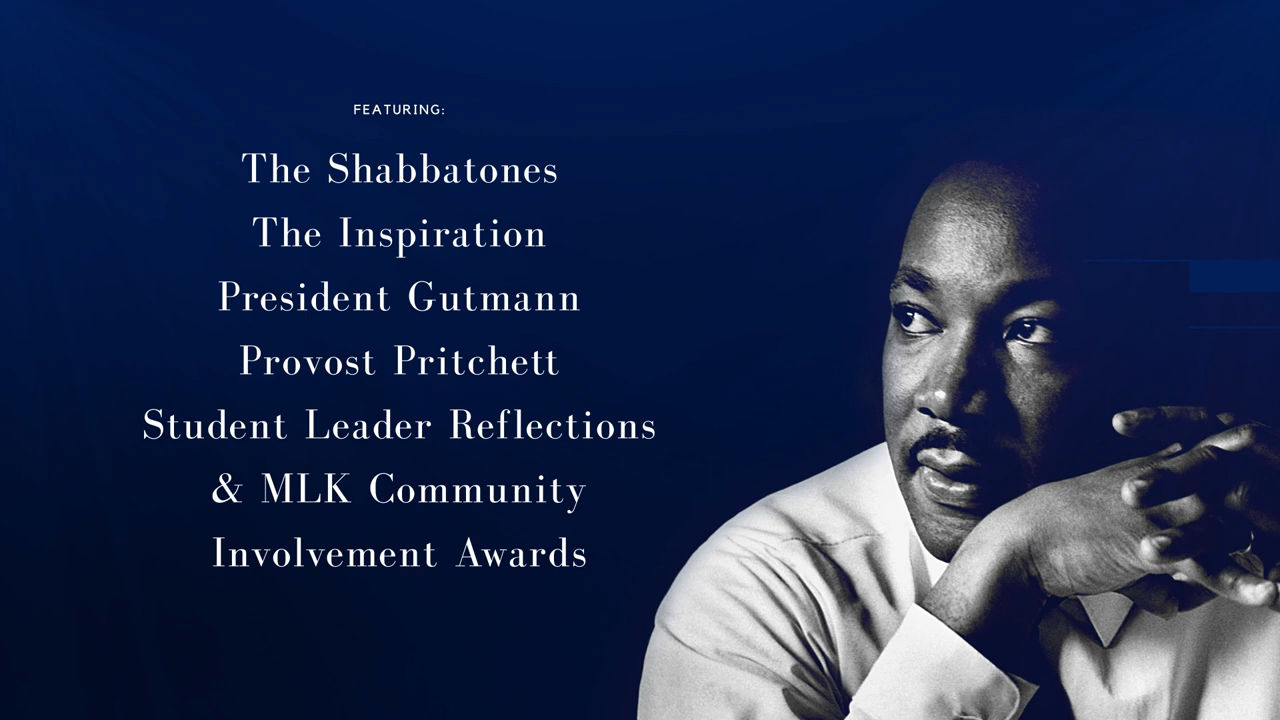 FEATURING:
The Shabbatones
The Inspiration
President Gutmann
Provost Pritchett
Student Leader Reflections
& MLK Community
Involvement Awards